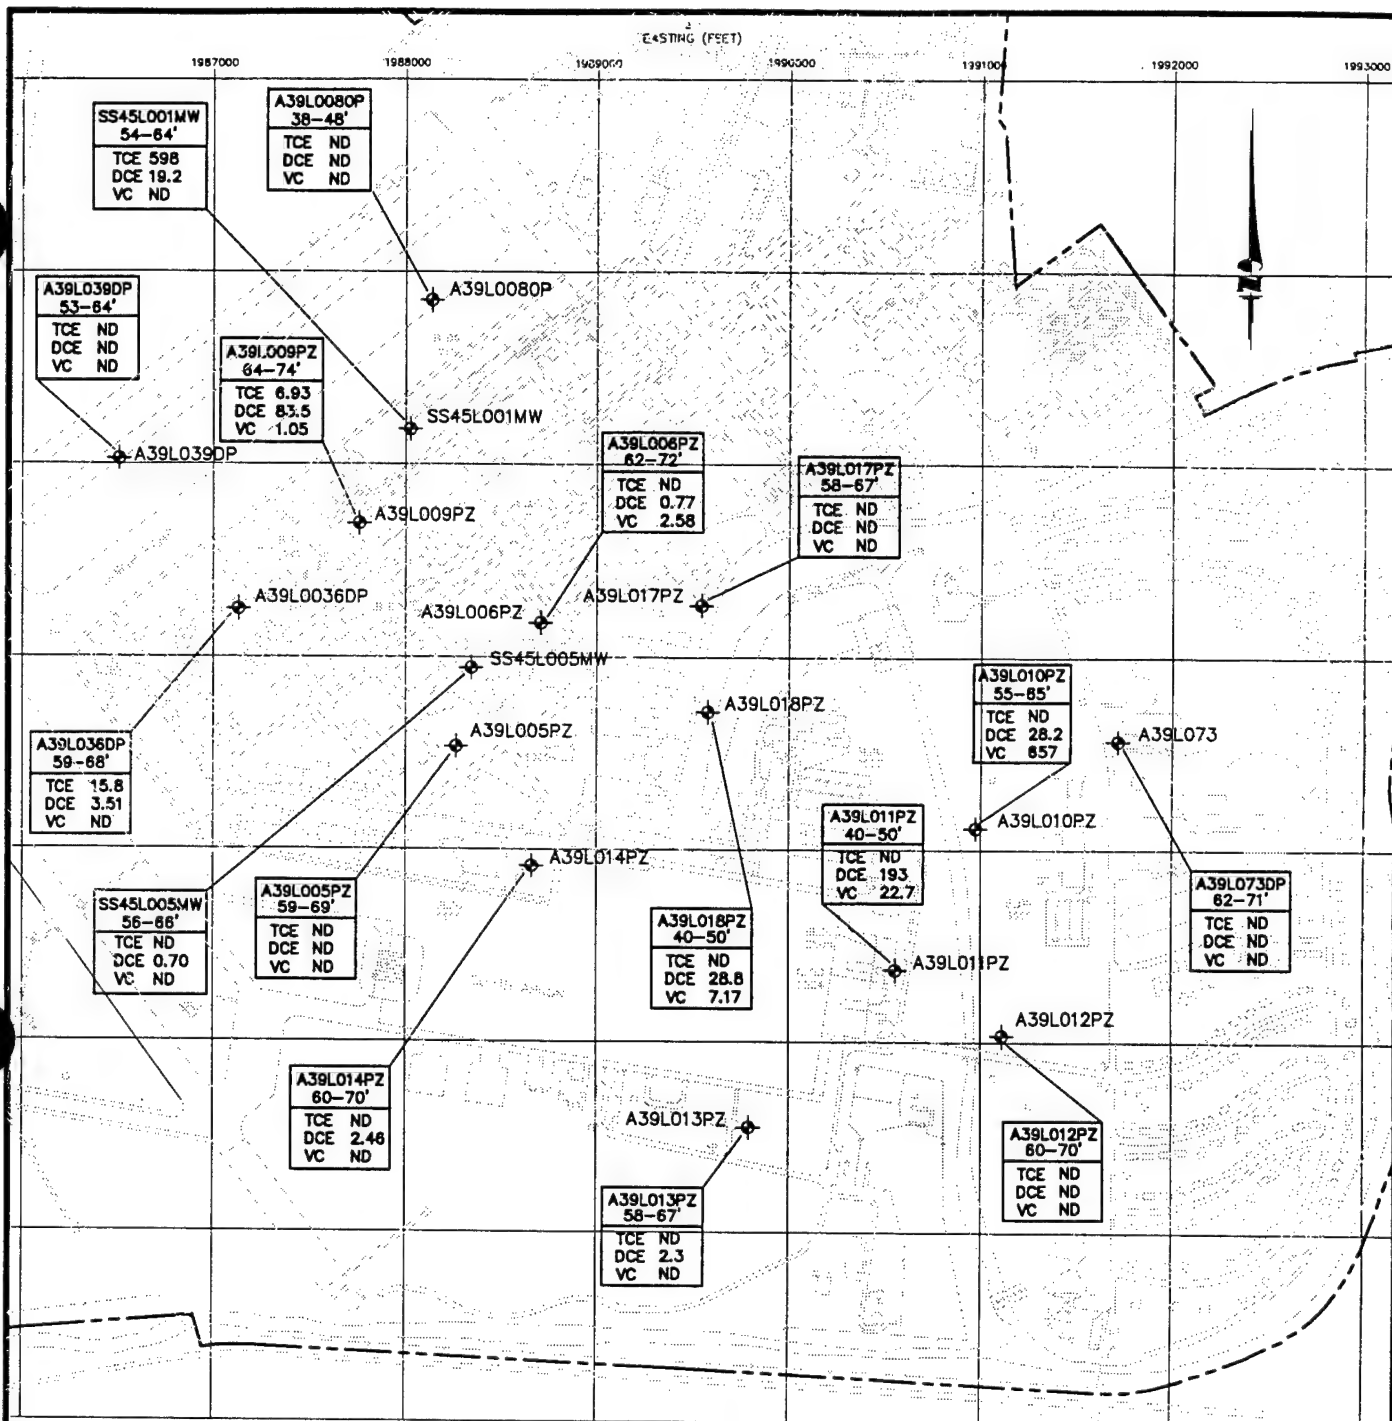 EASTING (FEET)
1987000 1988000 1989000 1990000 1991000 1992000 1993000
SS45L001MW
54-64'
TCE 598
DCE 19.2
VC ND
A39L0080P
38-48'
TCE ND
DCE ND
VC ND
N
A39L039DP
53-64'
TCE ND
DCE ND
VC ND
A39L0080P
A39L009PZ
64-74'
TCE 6.93
DCE 83.5
VC 1.05
SS45L001MW
A39L039DP
A39L006PZ
62-72'
TCE ND
DCE 0.77
VC 2.58
A39L017PZ
58-67'
TCE ND
DCE ND
VC ND
A39L009PZ
A39L0036DP
A39L006PZ
A39L017PZ
SS45L005MW
A39L010PZ
55-65'
TCE ND
DCE 28.2
VC 657
A39L018PZ
A39L005PZ
A39L073
A39L036DP
59-68'
TCE 15.8
DCE 3.51
VC ND
A39L011PZ
40-50'
TCE ND
DCE 193
VC 22.7
A39L010PZ
A39L014PZ
SS45L005MW
56-66'
TCE ND
DCE 0.70
VC ND
A39L005PZ
59-69'
TCE ND
DCE ND
VC ND
A39L018PZ
40-50'
TCE ND
DCE 28.8
VC 7.17
A39L073DP
62-71'
TCE ND
DCE ND
VC ND
A39L011PZ
A39L012PZ
A39L014PZ
60-70'
TCE ND
DCE 2.46
VC ND
A39L013PZ
A39L012PZ
60-70'
TCE ND
DCE ND
VC ND
A39L013PZ
58-67'
TCE ND
DCE 2.3
VC ND